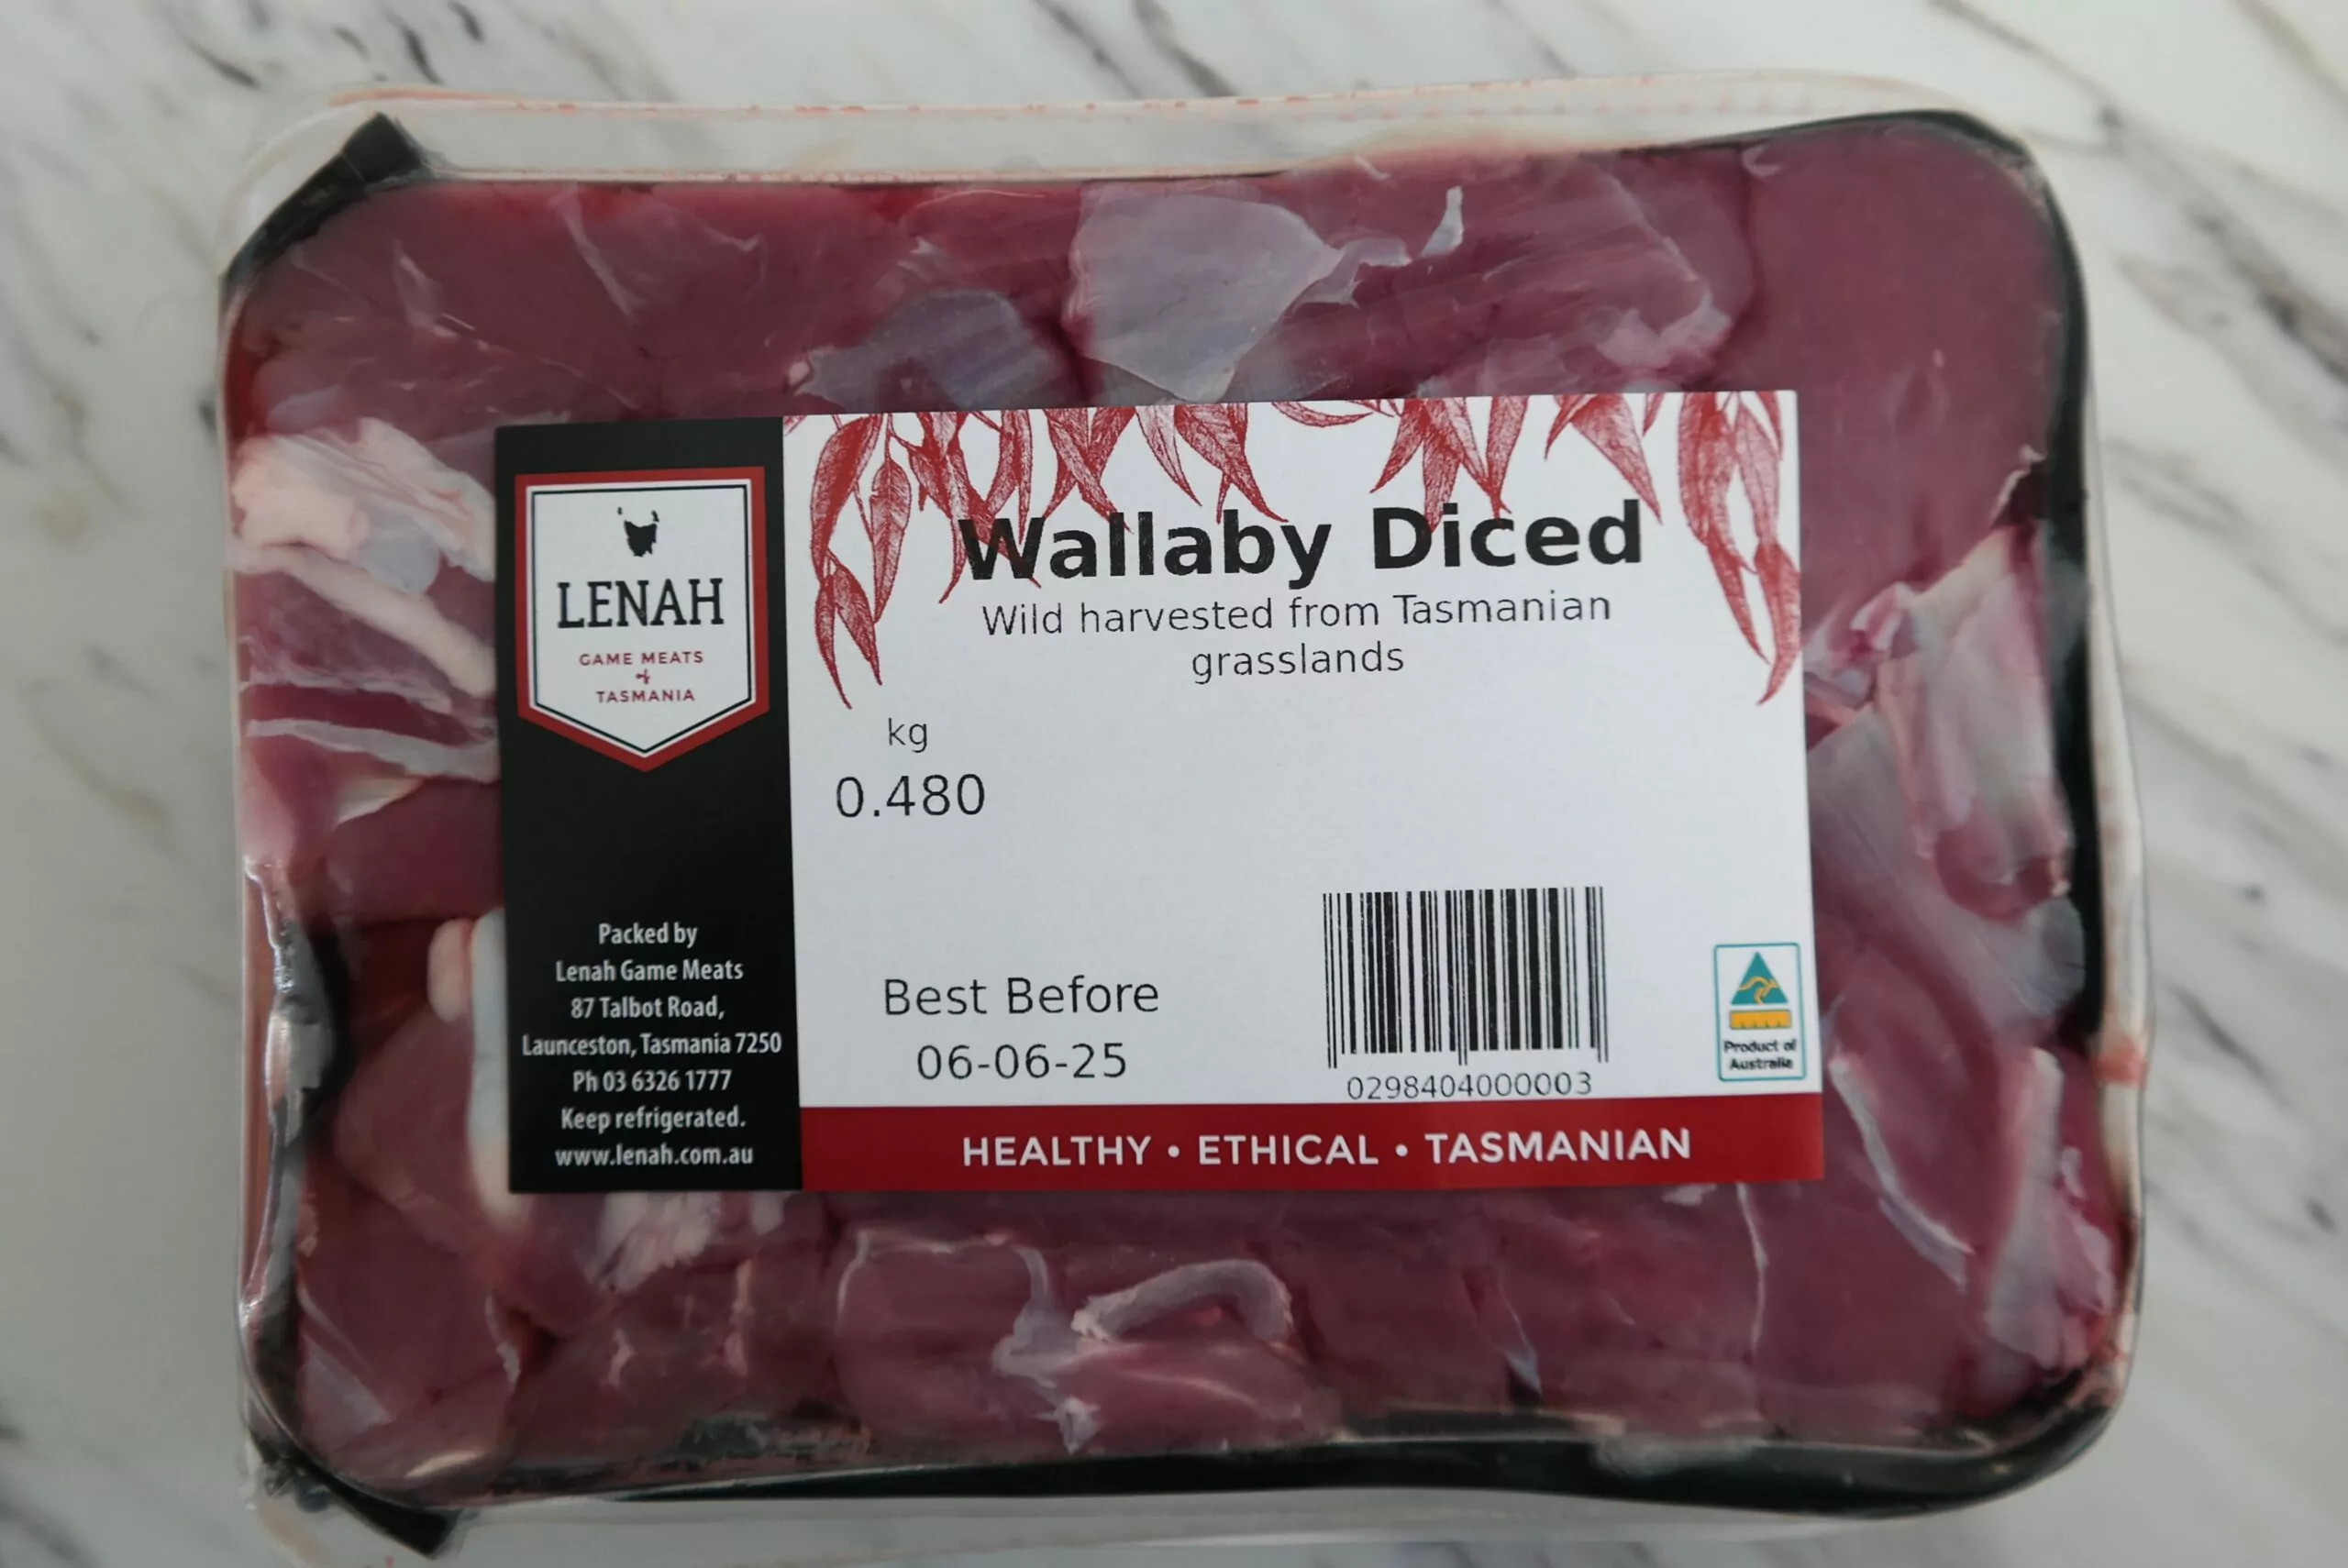 LENAH
GAME MEATS
of
TASMANIA
Packed by
Lenah Game Meats
87 Talbot Road,
Launceston, Tasmania 7250
Ph 03 6326 1777
Keep refrigerated.
www.lenah.com.au
Wallaby Diced
Wild harvested from Tasmanian
grasslands
kg
0.480
Best Before
06-06-25
0298404000003
Product of
Australia
HEALTHY • ETHICAL • TASMANIAN